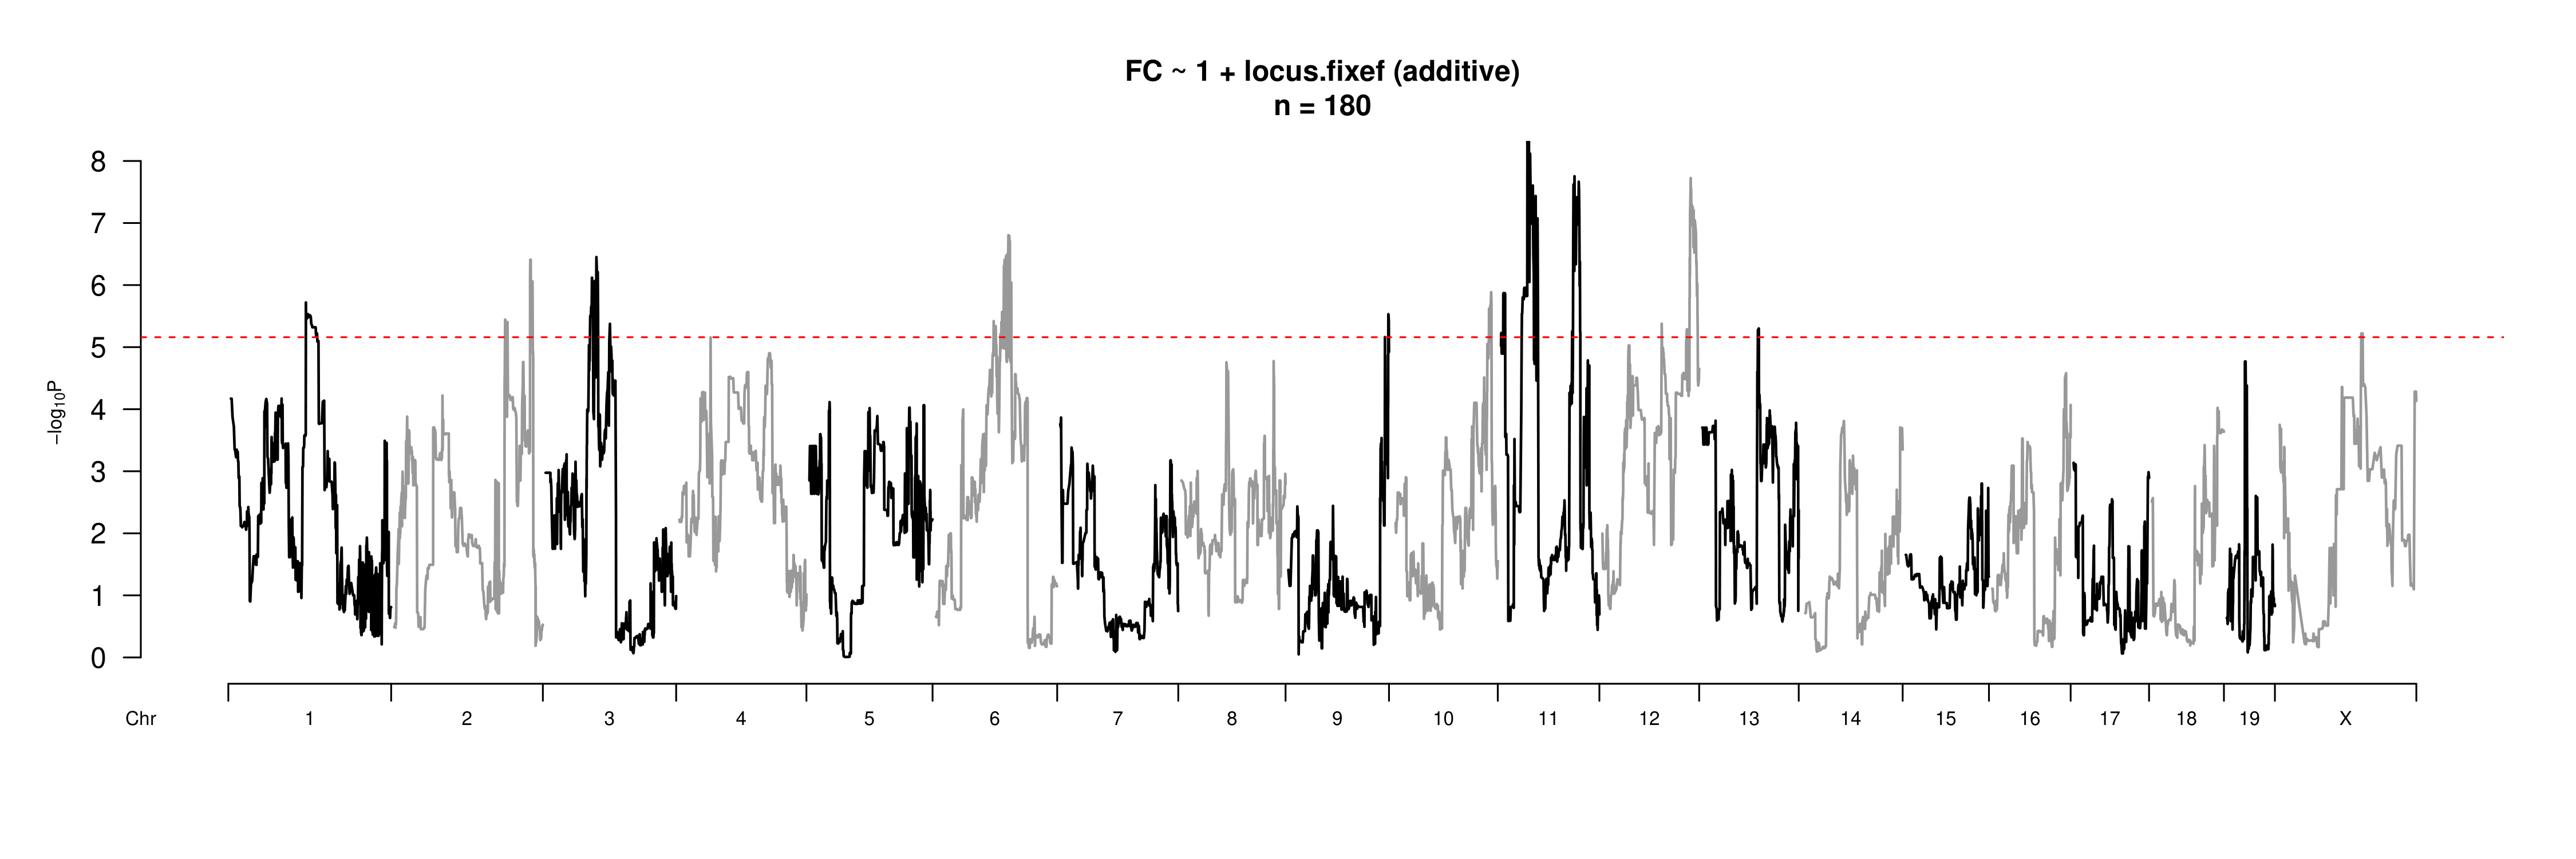 FC ~ 1 + locus.fixef (additive)
n = 180
8
7
6
5
4
3
2
1
0
−log10P
Chr 1 2 3 4 5 6 7 8 9 10 11 12 13 14 15 16 17 18 19 X